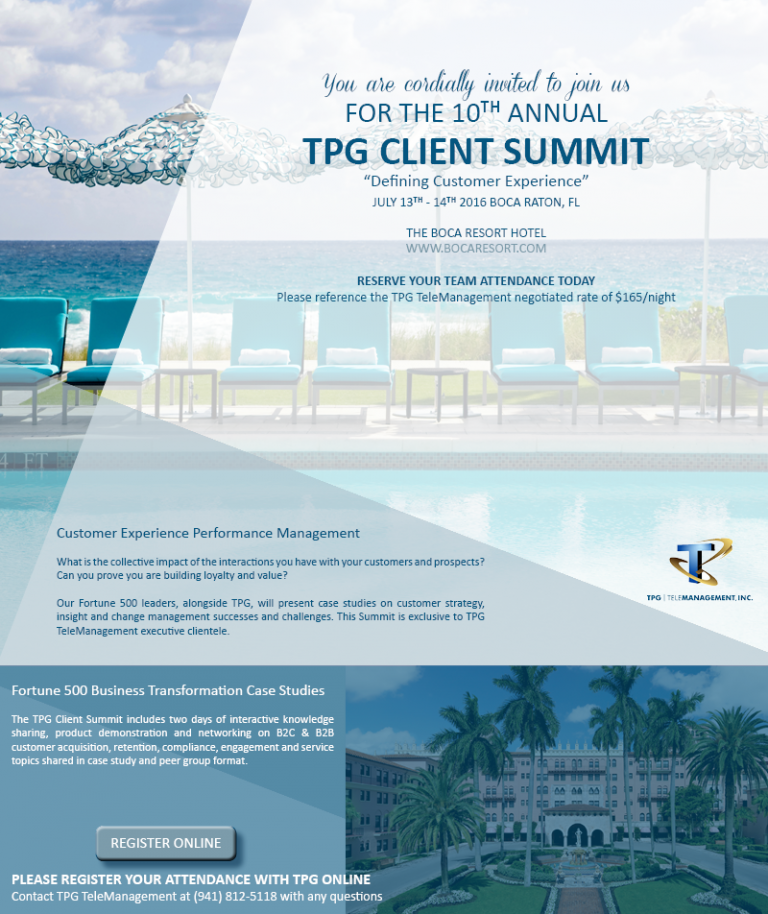 You are cordially invited to join us
FOR THE 10TH ANNUAL
TPG CLIENT SUMMIT
“Defining Customer Experience”
JULY 13TH - 14TH 2016 BOCA RATON, FL
THE BOCA RESORT HOTEL
WWW.BOCARESORT.COM
RESERVE YOUR TEAM ATTENDANCE TODAY
Please reference the TPG TeleManagement negotiated rate of $165/night
4 FT
Customer Experience Performance Management
What is the collective impact of the interactions you have with your customers and prospects?
Can you prove you are building loyalty and value?
Our Fortune 500 leaders, alongside TPG, will present case studies on customer strategy,
insight and change management successes and challenges. This Summit is exclusive to TPG
TeleManagement executive clientele.
TPG | TELEMANAGEMENT, INC.
Fortune 500 Business Transformation Case Studies
The TPG Client Summit includes two days of interactive knowledge
sharing, product demonstration and networking on B2C & B2B
customer acquisition, retention, compliance, engagement and service
topics shared in case study and peer group format.
REGISTER ONLINE
PLEASE REGISTER YOUR ATTENDANCE WITH TPG ONLINE
Contact TPG TeleManagement at (941) 812-5118 with any questions